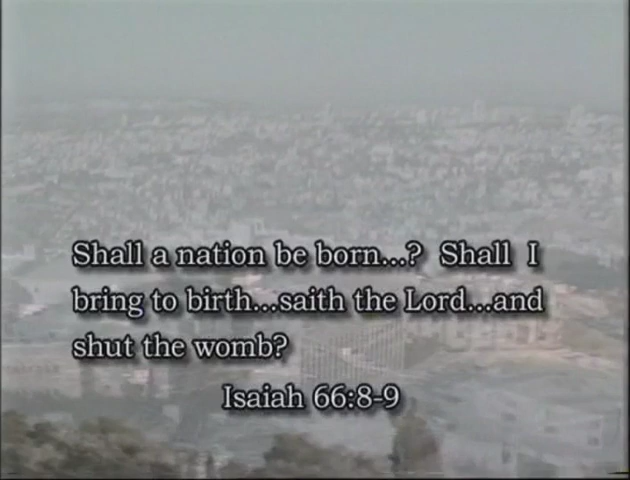 Shall a nation be born...? Shall I
bring to birth...saith the Lord...and
shut the womb?
Isaiah 66:8-9